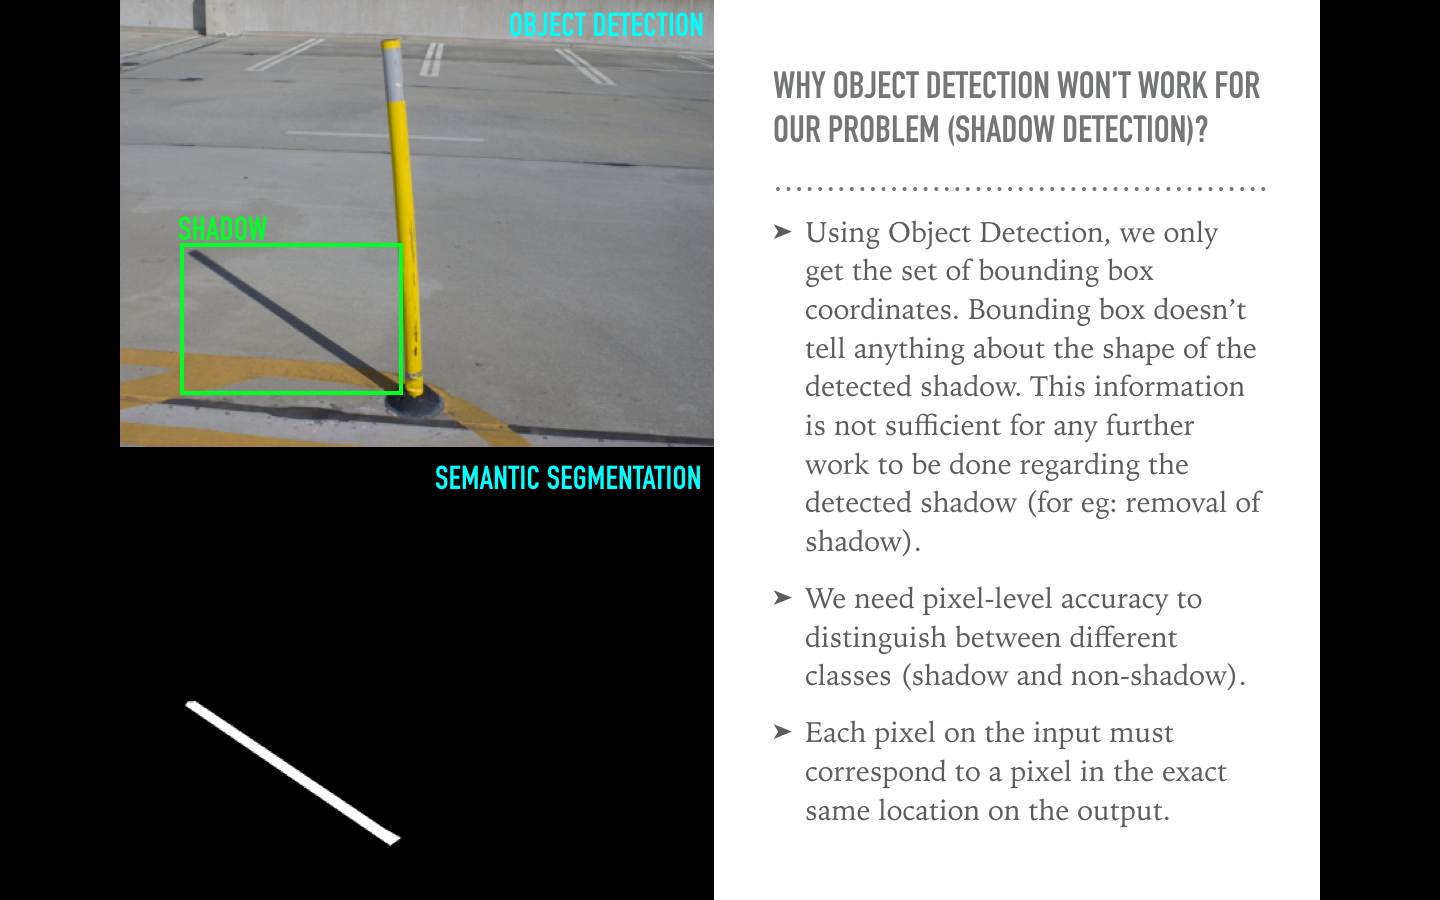 OBJECT DETECTION
SHADOW
SEMANTIC SEGMENTATION
WHY OBJECT DETECTION WON’T WORK FOR
OUR PROBLEM (SHADOW DETECTION)?
➤ Using Object Detection, we only
get the set of bounding box
coordinates. Bounding box doesn’t
tell anything about the shape of the
detected shadow. This information
is not sufficient for any further
work to be done regarding the
detected shadow (for eg: removal of
shadow).
➤ We need pixel-level accuracy to
distinguish between different
classes (shadow and non-shadow).
➤ Each pixel on the input must
correspond to a pixel in the exact
same location on the output.